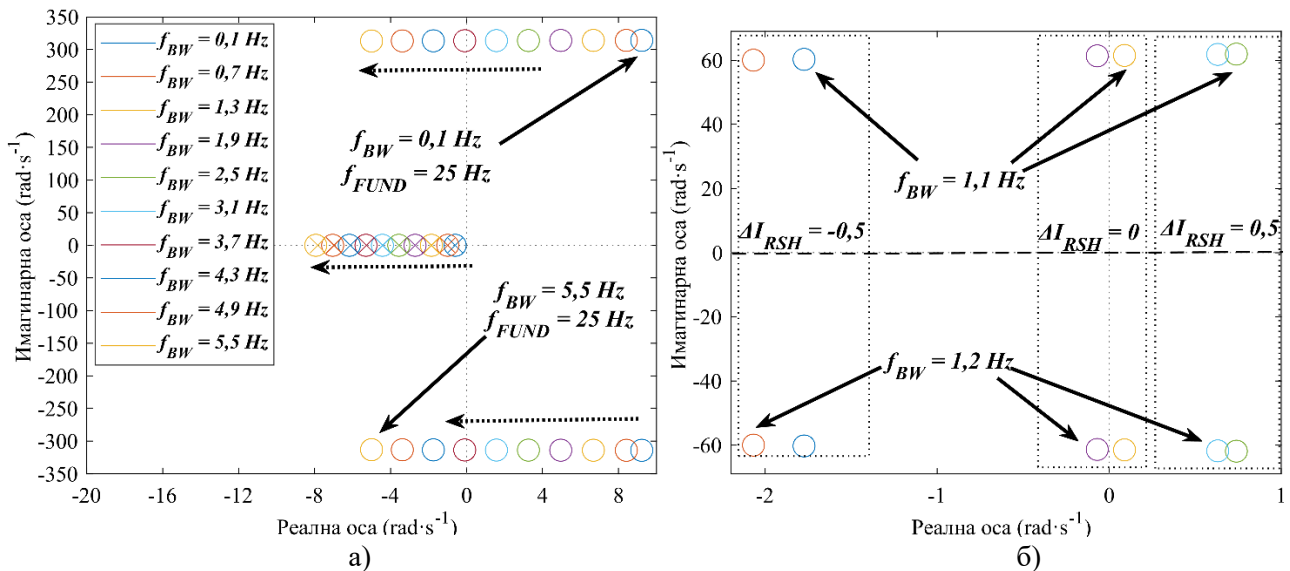 350
300
250
200
150
100
50
0
-50
-100
-150
-200
-250
-300
-350
Имагинарна оса (rad·s⁻¹)
f_BW = 0,1 Hz
f_BW = 0,7 Hz
f_BW = 1,3 Hz
f_BW = 1,9 Hz
f_BW = 2,5 Hz
f_BW = 3,1 Hz
f_BW = 3,7 Hz
f_BW = 4,3 Hz
f_BW = 4,9 Hz
f_BW = 5,5 Hz
f_BW = 0,1 Hz
f_FUND = 25 Hz
f_BW = 5,5 Hz
f_FUND = 25 Hz
-20 -16 -12 -8 -4 0 4 8
Реална оса (rad·s⁻¹)
а)
60
40
20
0
-20
-40
-60
Имагинарна оса (rad·s⁻¹)
f_BW = 1,1 Hz
ΔI_RSH = -0,5
ΔI_RSH = 0
ΔI_RSH = 0,5
f_BW = 1,2 Hz
-2 -1 0 1
Реална оса (rad·s⁻¹)
б)